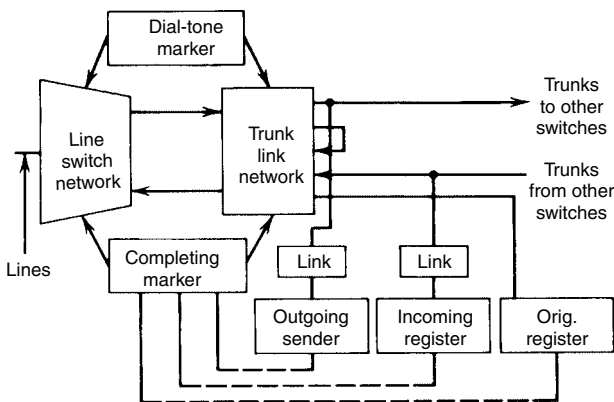 Dial-tone
marker
Line
switch
network
Trunk
link
network
Trunks
to other
switches
Trunks
from other
switches
Lines
Completing
marker
Link
Link
Outgoing
sender
Incoming
register
Orig.
register